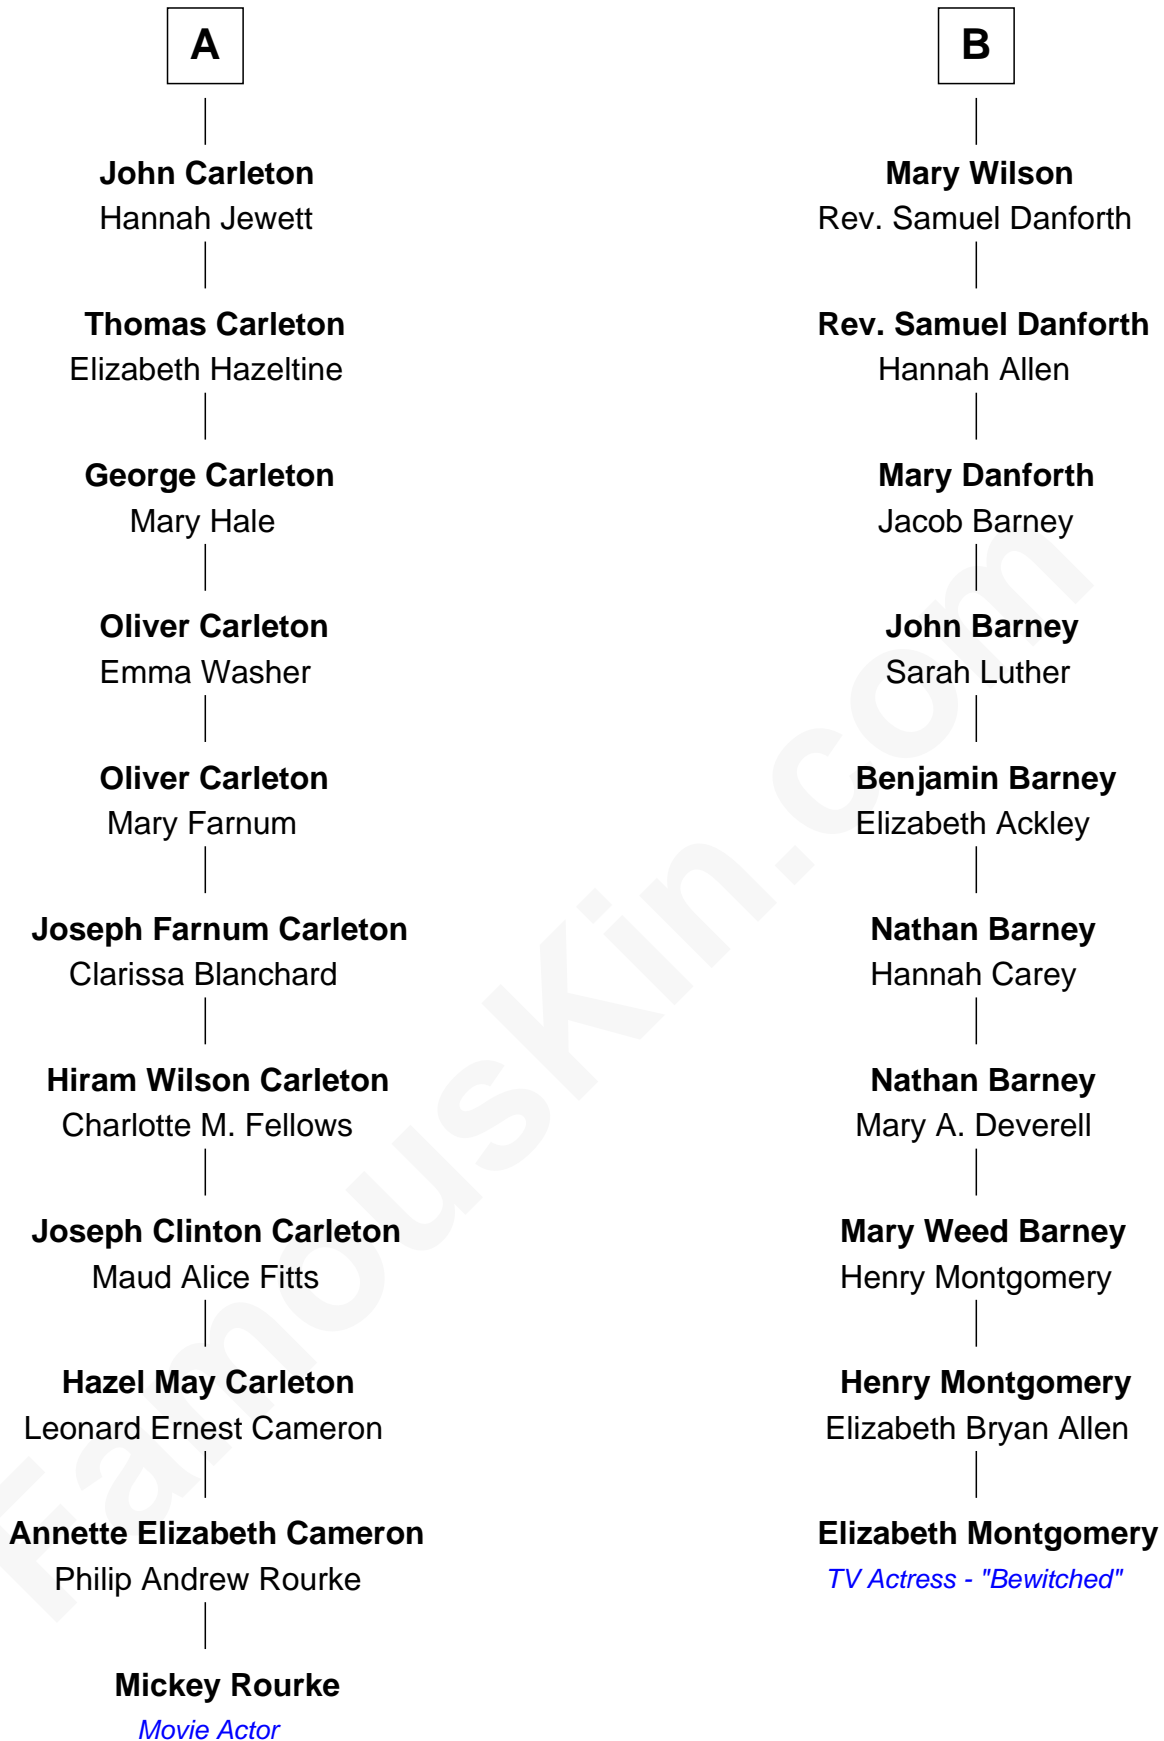 A
John Carleton
Hannah Jewett
Thomas Carleton
Elizabeth Hazeltine
George Carleton
Mary Hale
Oliver Carleton
Emma Washer
Oliver Carleton
Mary Farnum
Joseph Farnum Carleton
Clarissa Blanchard
Hiram Wilson Carleton
Charlotte M. Fellows
Joseph Clinton Carleton
Maud Alice Fitts
Hazel May Carleton
Leonard Ernest Cameron
Annette Elizabeth Cameron
Philip Andrew Rourke
Mickey Rourke
Movie Actor
B
Mary Wilson
Rev. Samuel Danforth
Rev. Samuel Danforth
Hannah Allen
Mary Danforth
Jacob Barney
John Barney
Sarah Luther
Benjamin Barney
Elizabeth Ackley
Nathan Barney
Hannah Carey
Nathan Barney
Mary A. Deverell
Mary Weed Barney
Henry Montgomery
Henry Montgomery
Elizabeth Bryan Allen
Elizabeth Montgomery
TV Actress - "Bewitched"
FamousKin.com